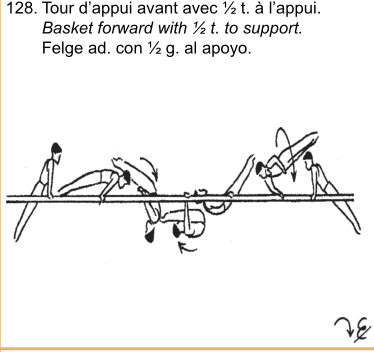 128. Tour d'appui avant avec ½ t. à l'appui.
Basket forward with ½ t. to support.
Felge ad. con ½ g. al apoyo.